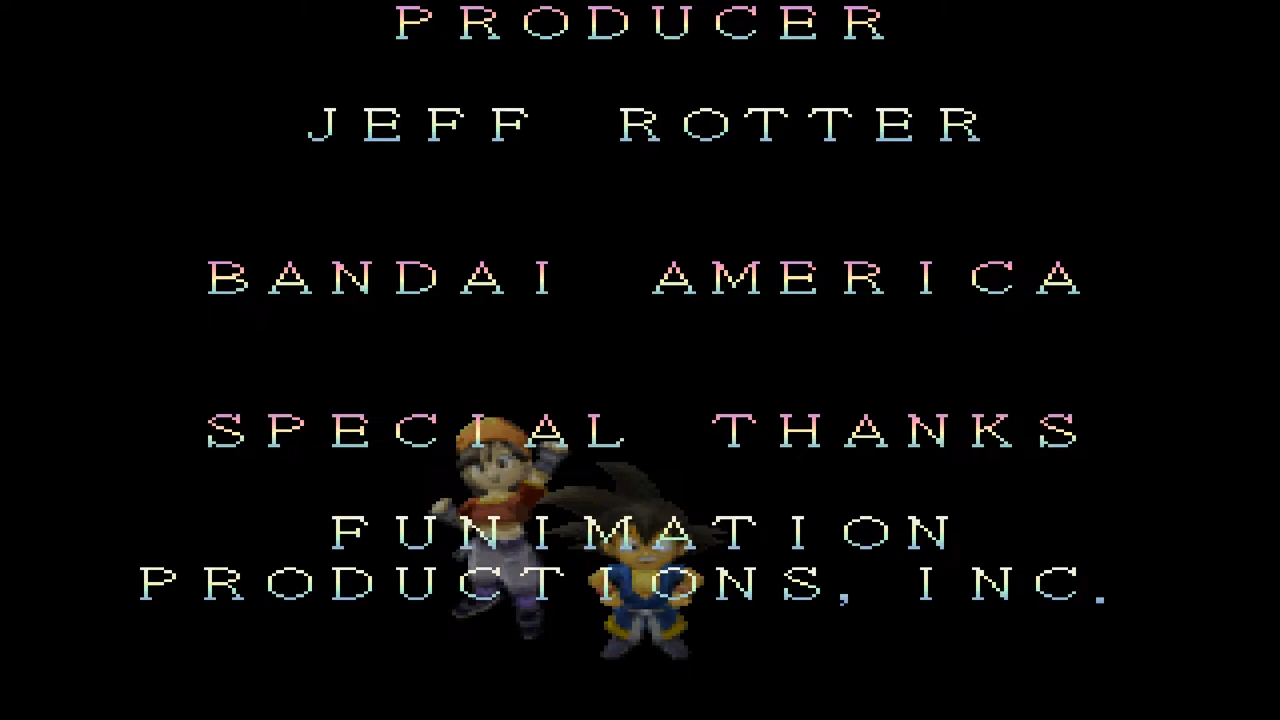 PRODUCER
JEFF ROTTER
BANDAI AMERICA
SPECIAL THANKS
FUNIMATION
PRODUCTIONS, INC.